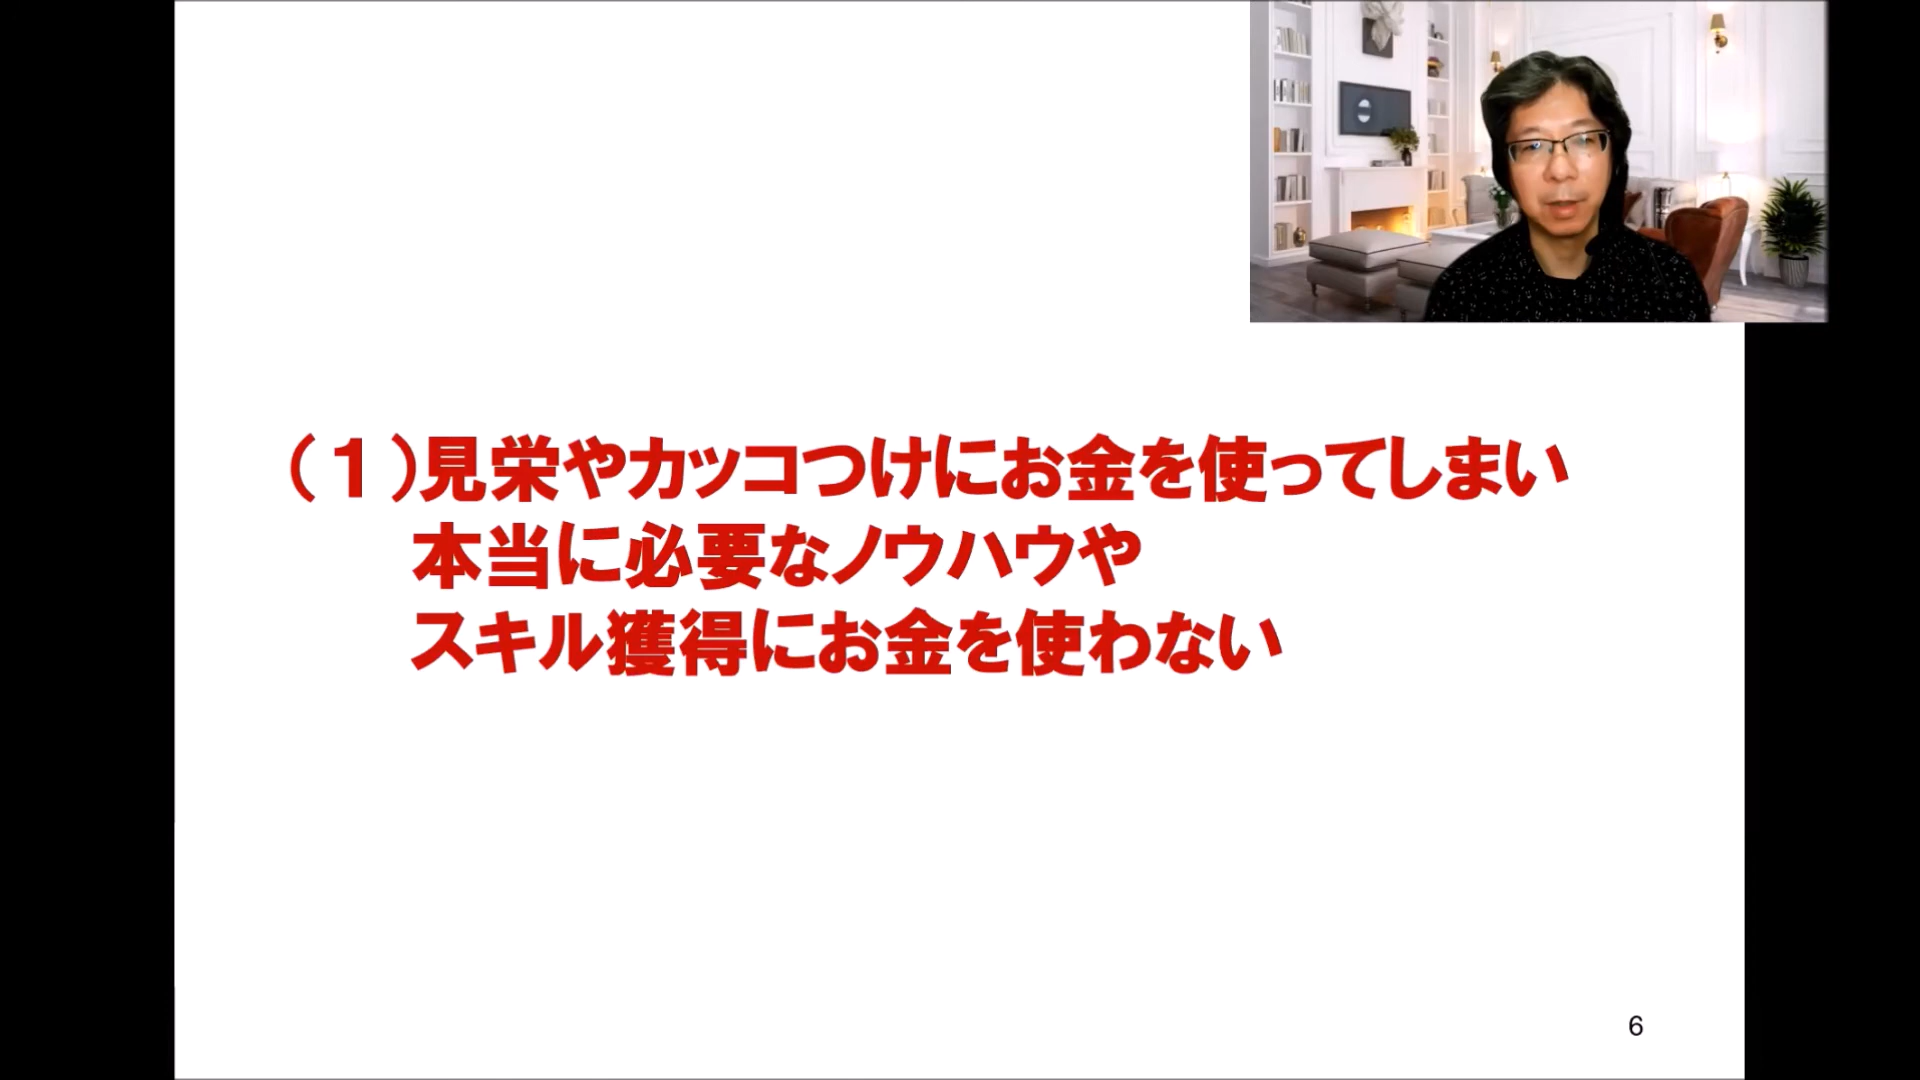 （１）見栄やカッコつけにお金を使ってしまい
本当に必要なノウハウや
スキル獲得にお金を使わない
6